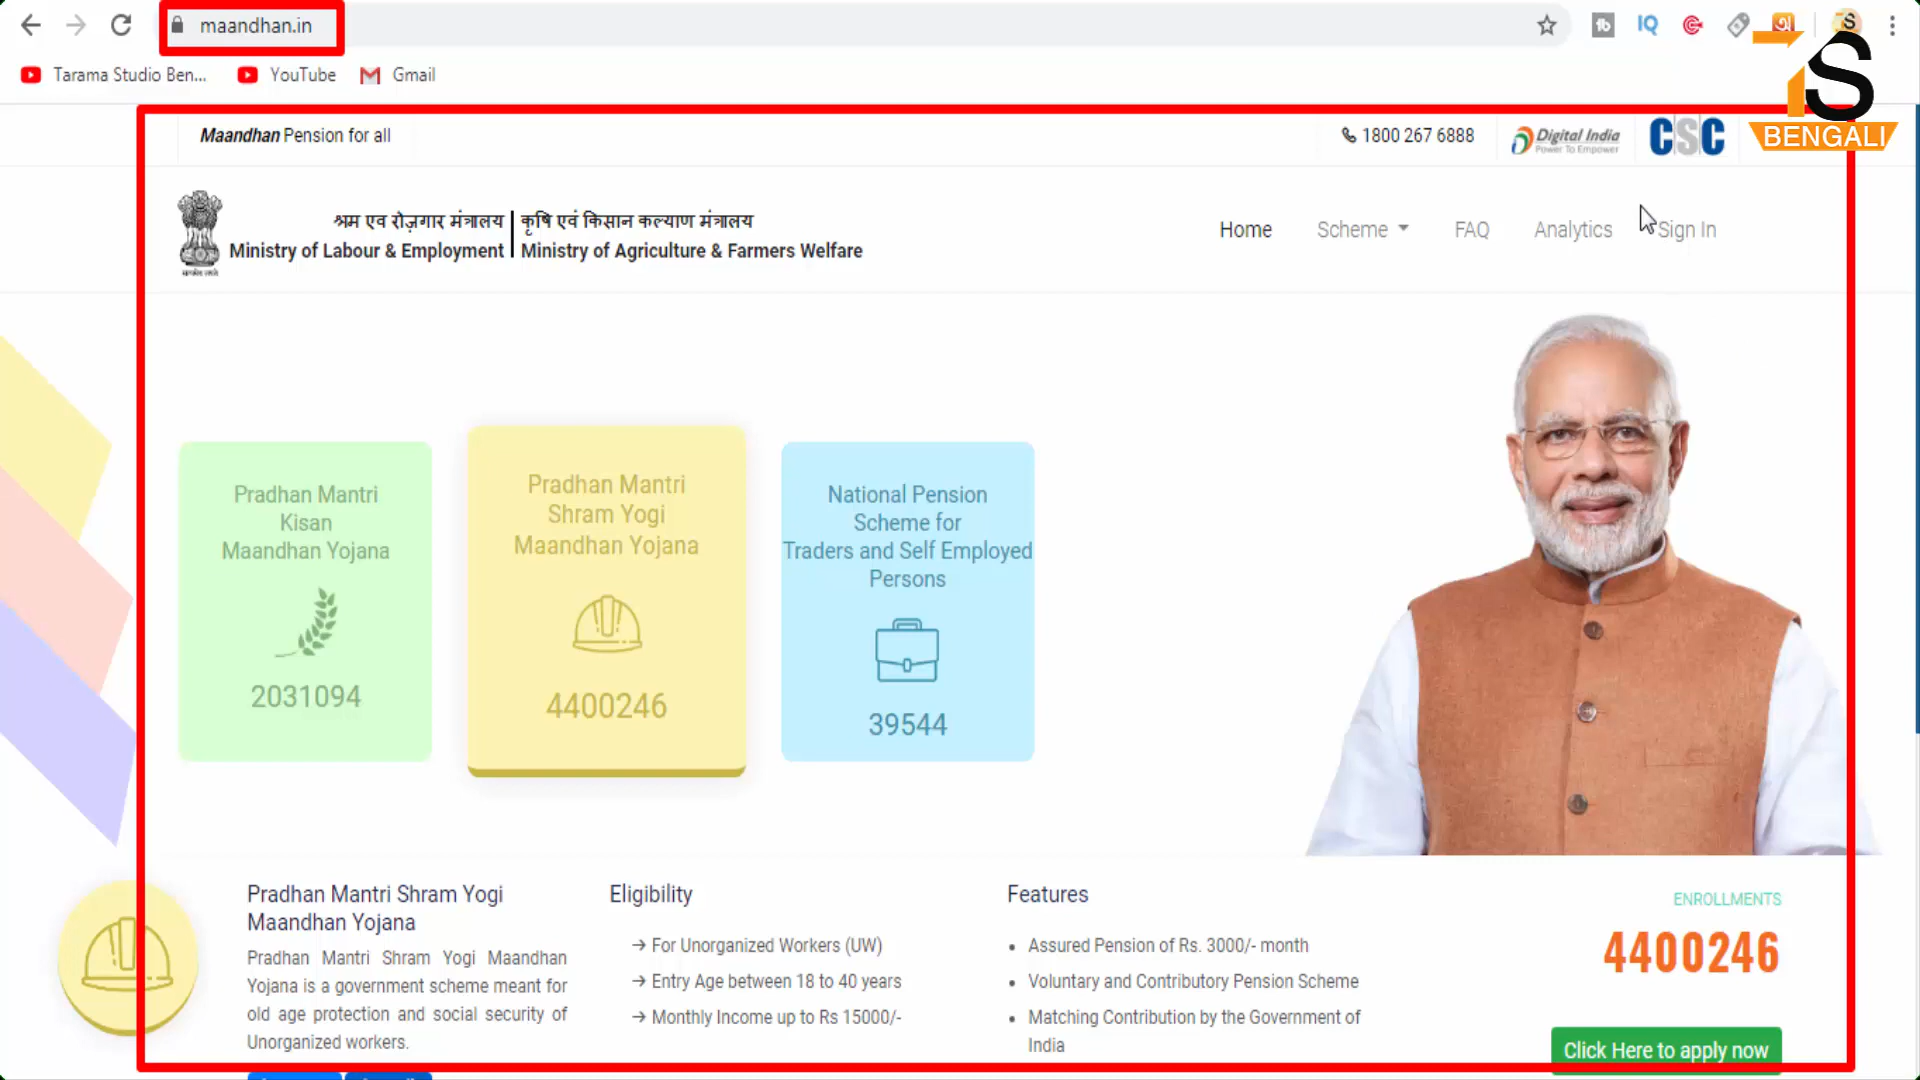 maandhan.in
Tarama Studio Ben...
YouTube
Gmail
BENGALI
Maandhan Pension for all
1800 267 6888
Digital India
Power To Empower
CSC
श्रम एव रोज़गार मंत्रालय
Ministry of Labour & Employment
कृषि एवं किसान कल्याण मंत्रालय
Ministry of Agriculture & Farmers Welfare
Home
Scheme
FAQ
Analytics
Sign In
Pradhan Mantri
Kisan
Maandhan Yojana
2031094
Pradhan Mantri
Shram Yogi
Maandhan Yojana
4400246
National Pension
Scheme for
Traders and Self Employed
Persons
39544
Pradhan Mantri Shram Yogi
Maandhan Yojana
Pradhan Mantri Shram Yogi Maandhan
Yojana is a government scheme meant for
old age protection and social security of
Unorganized workers.
Eligibility
→ For Unorganized Workers (UW)
→ Entry Age between 18 to 40 years
→ Monthly Income up to Rs 15000/-
Features
• Assured Pension of Rs. 3000/- month
• Voluntary and Contributory Pension Scheme
• Matching Contribution by the Government of
India
ENROLLMENTS
4400246
Click Here to apply now